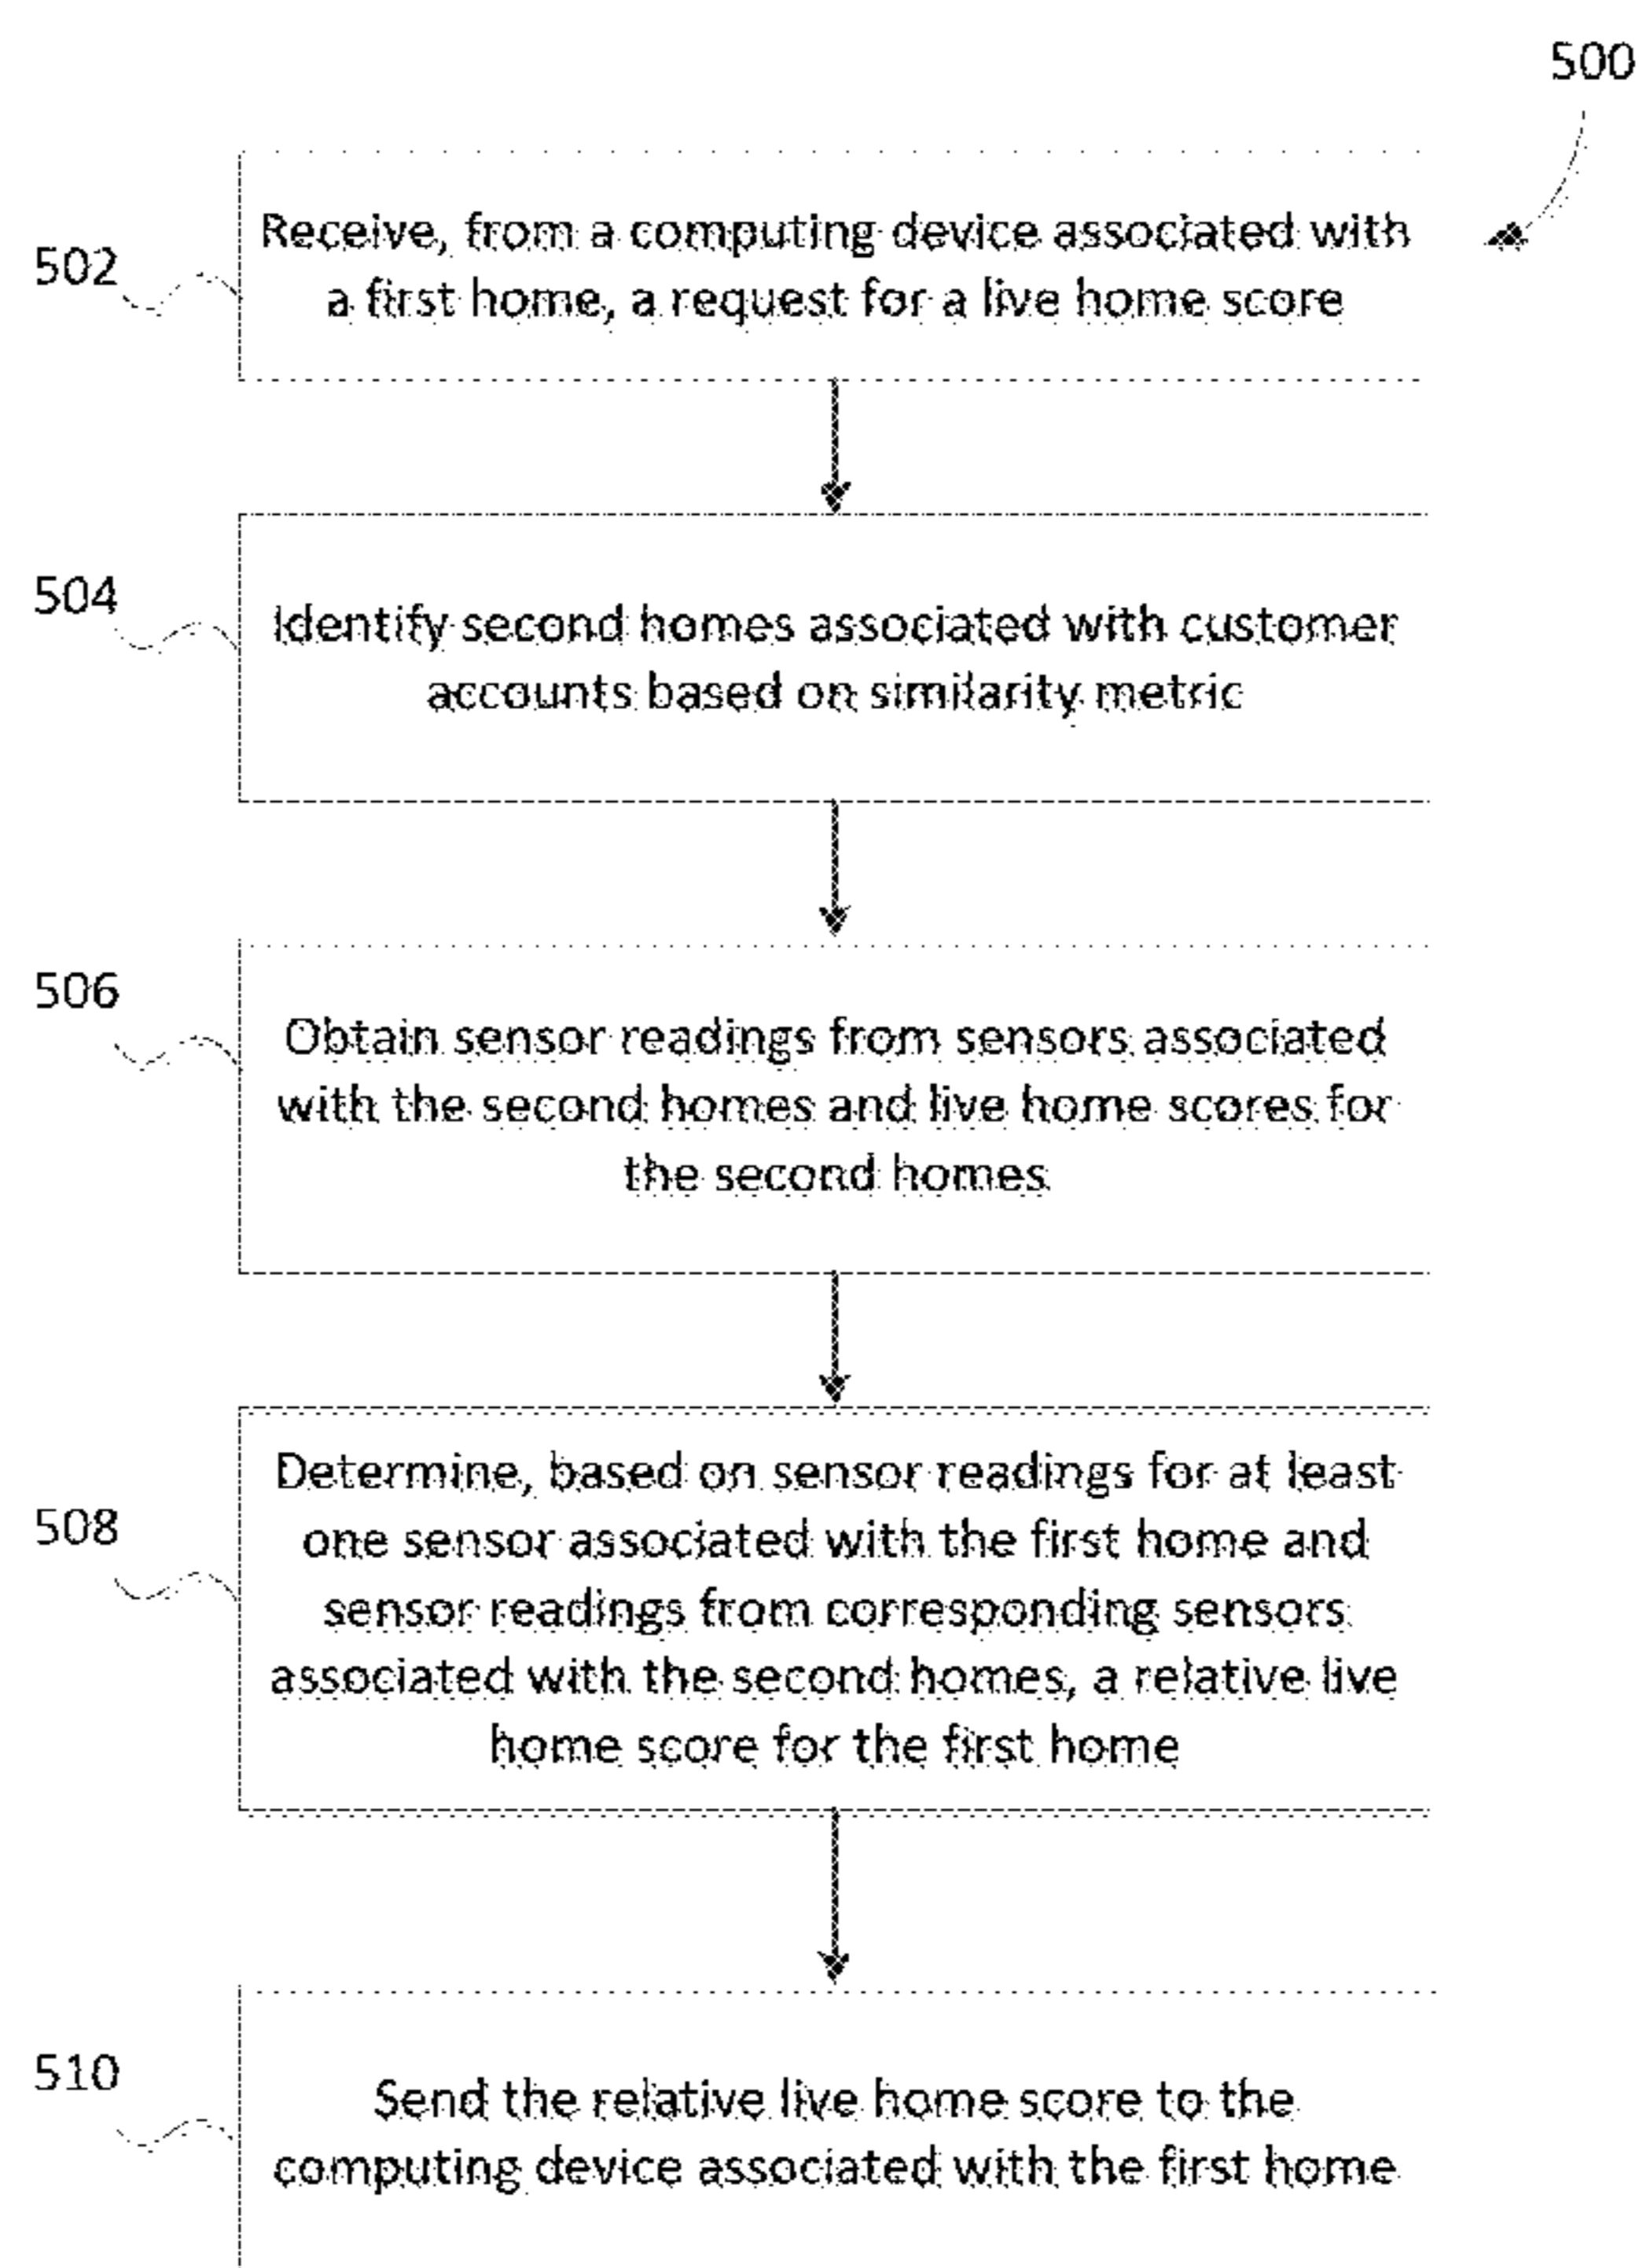 500
502
Receive, from a computing device associated with
a first home, a request for a live home score
504
Identify second homes associated with customer
accounts based on similarity metric
506
Obtain sensor readings from sensors associated
with the second homes and live home scores for
the second homes
508
Determine, based on sensor readings for at least
one sensor associated with the first home and
sensor readings from corresponding sensors
associated with the second homes, a relative live
home score for the first home
510
Send the relative live home score to the
computing device associated with the first home